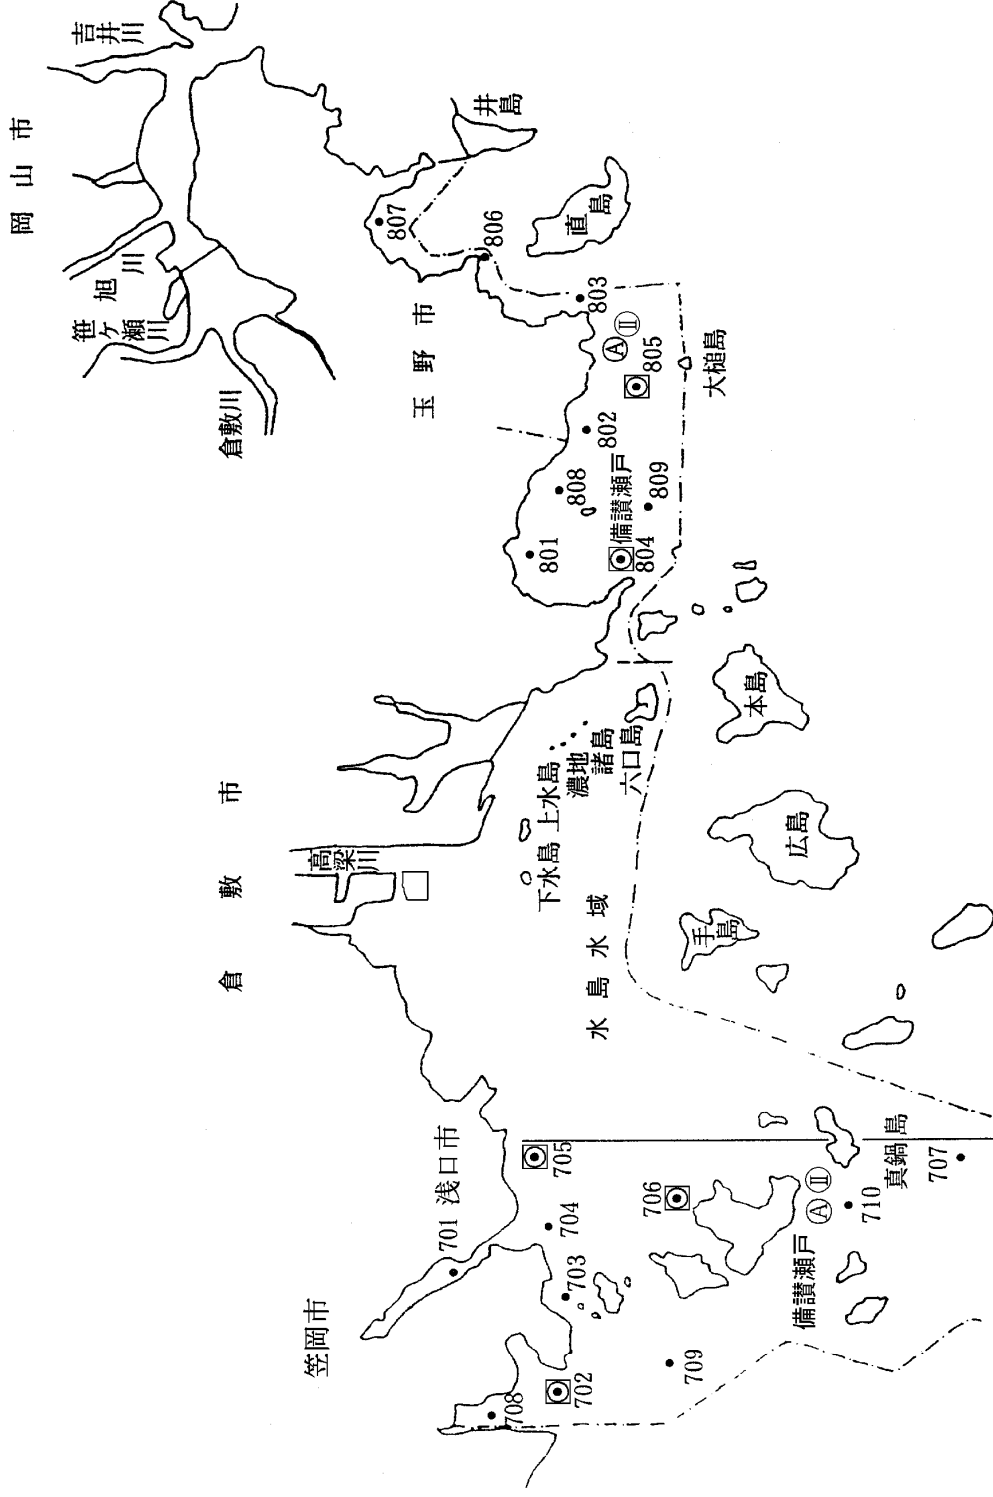 岡山市
吉井川
旭川
笹ヶ瀬川
倉敷川
玉野市
井島
直島
807
806
803
Ⓐ Ⅱ
805
大槌島
802
808
備讃瀬戸
809
801
804
倉敷市
高梁川
上水島
下水島
濃地諸島
六口島
本島
広島
手島
水島水域
浅口市
701
705
704
703
706
真鍋島
707
Ⓐ Ⅱ
710
備讃瀬戸
笠岡市
708
702
709